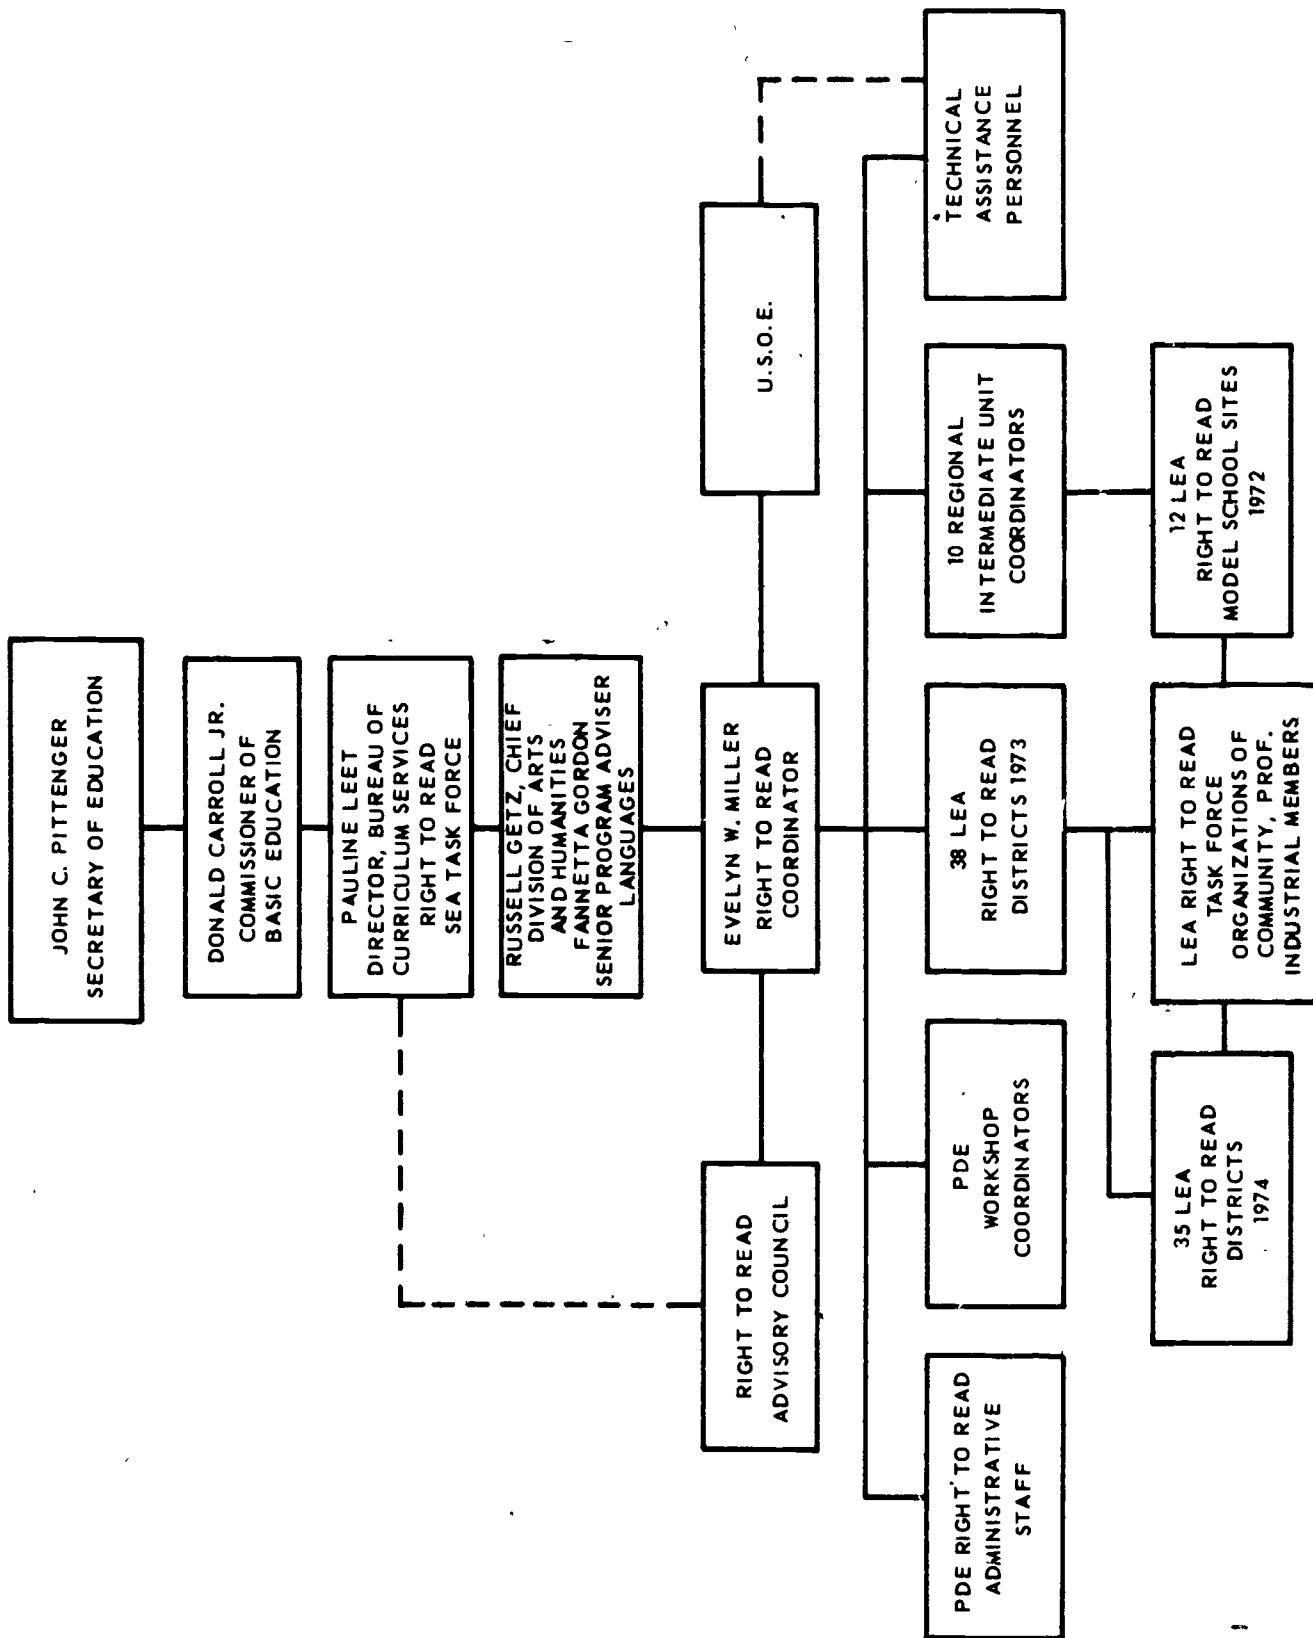 JOHN C. PITTENGER
SECRETARY OF EDUCATION
DONALD CARROLL JR.
COMMISSIONER OF
BASIC EDUCATION
PAULINE LEET
DIRECTOR, BUREAU OF
CURRICULUM SERVICES
RIGHT TO READ
SEA TASK FORCE
RUSSELL GETZ, CHIEF
DIVISION OF ARTS
AND HUMANITIES
FANNETTA GORDON
SENIOR PROGRAM ADVISER
LANGUAGES
RIGHT TO READ
ADVISORY COUNCIL
EVELYN W. MILLER
RIGHT TO READ
COORDINATOR
U.S.O.E.
PDE RIGHT TO READ
ADMINISTRATIVE
STAFF
PDE
WORKSHOP
COORDINATORS
38 LEA
RIGHT TO READ
DISTRICTS 1973
10 REGIONAL
INTERMEDIATE UNIT
COORDINATORS
TECHNICAL
ASSISTANCE
PERSONNEL
35 LEA
RIGHT TO READ
DISTRICTS
1974
LEA RIGHT TO READ
TASK FORCE
ORGANIZATIONS OF
COMMUNITY, PROF.
INDUSTRIAL MEMBERS
12 LEA
RIGHT TO READ
MODEL SCHOOL SITES
1972